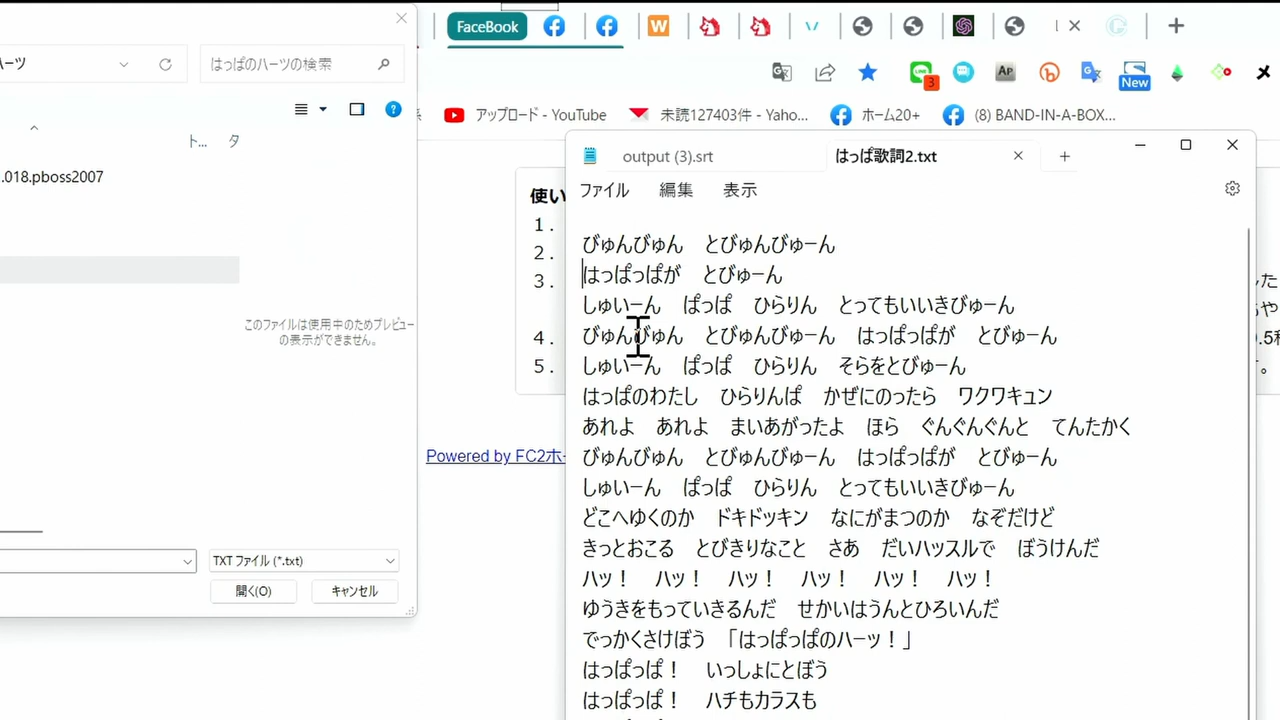 FaceBook
W
3
AP
New
アップロード - YouTube
未読127403件 - Yaho...
ホーム20+
(8) BAND-IN-A-BOX...
ーツ
はっぱのハーツの検索
ト...
タ
.018.pboss2007
このファイルは使用中のためプレビュー
の表示ができません。
TXT ファイル (*.txt)
開く(O)
キャンセル
使い
1.
2.
3.
4.
5.
した
.5秒
Powered by FC2ホー
output (3).srt
はっぱ歌詞2.txt
ファイル 編集 表示
びゅんびゅん とびゅんびゅーん
はっぱっぱが とびゅーん
しゅいーん ぱっぱ ひらりん とってもいいきびゅーん
びゅんびゅん とびゅんびゅーん はっぱっぱが とびゅーん
しゅいーん ぱっぱ ひらりん そらをとびゅーん
はっぱのわたし ひらりんぱ かぜにのったら ワクワキュン
あれよ あれよ まいあがったよ ほら ぐんぐんぐんと てんたかく
びゅんびゅん とびゅんびゅーん はっぱっぱが とびゅーん
しゅいーん ぱっぱ ひらりん とってもいいきびゅーん
どこへゆくのか ドキドッキン なにがまつのか なぞだけど
きっとおこる とびきりなこと さあ だいハッスルで ぼうけんだ
ハッ! ハッ! ハッ! ハッ! ハッ! ハッ!
ゆうきをもっていきるんだ せかいはうんとひろいんだ
でっかくさけぼう 「はっぱっぱのハーッ!」
はっぱっぱ! いっしょにとぼう
はっぱっぱ! ハチもカラスも